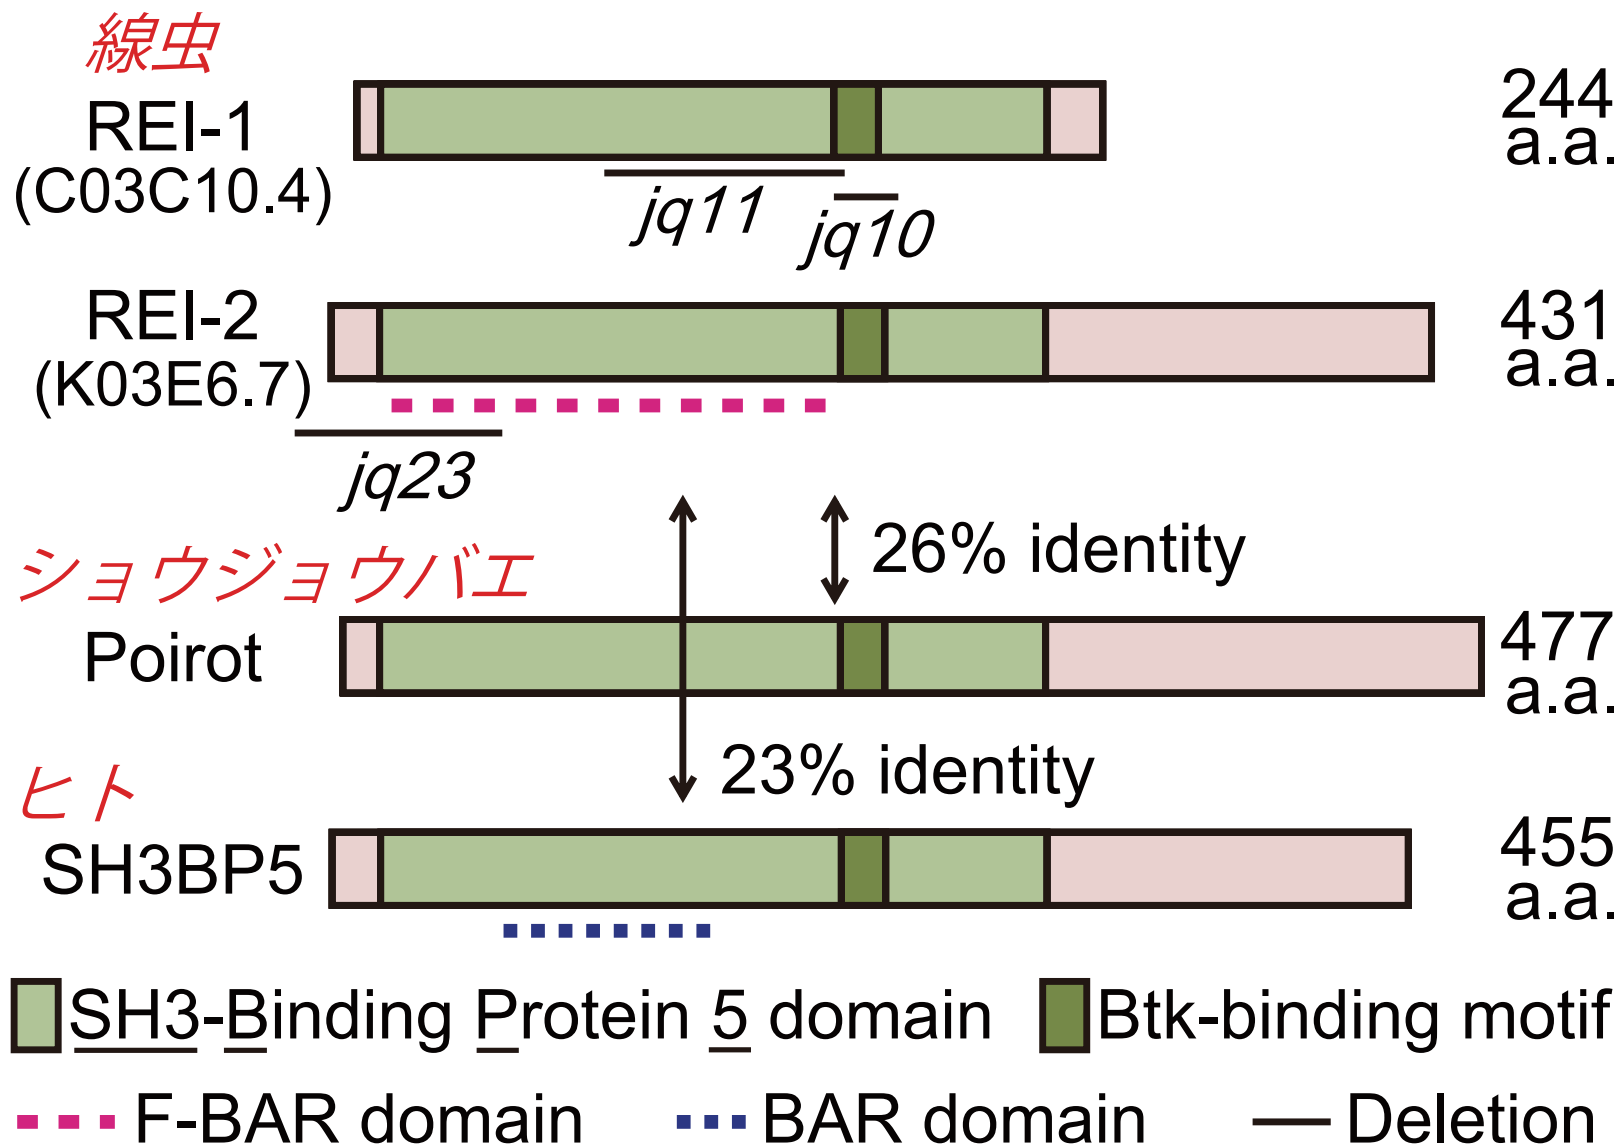 線虫
REI-1
(C03C10.4)
244
a.a.
jq11
jq10
REI-2
(K03E6.7)
431
a.a.
jq23
26% identity
ショウジョウバエ
Poirot
477
a.a.
23% identity
ヒト
SH3BP5
455
a.a.
SH3-Binding Protein 5 domain
Btk-binding motif
F-BAR domain
BAR domain
Deletion